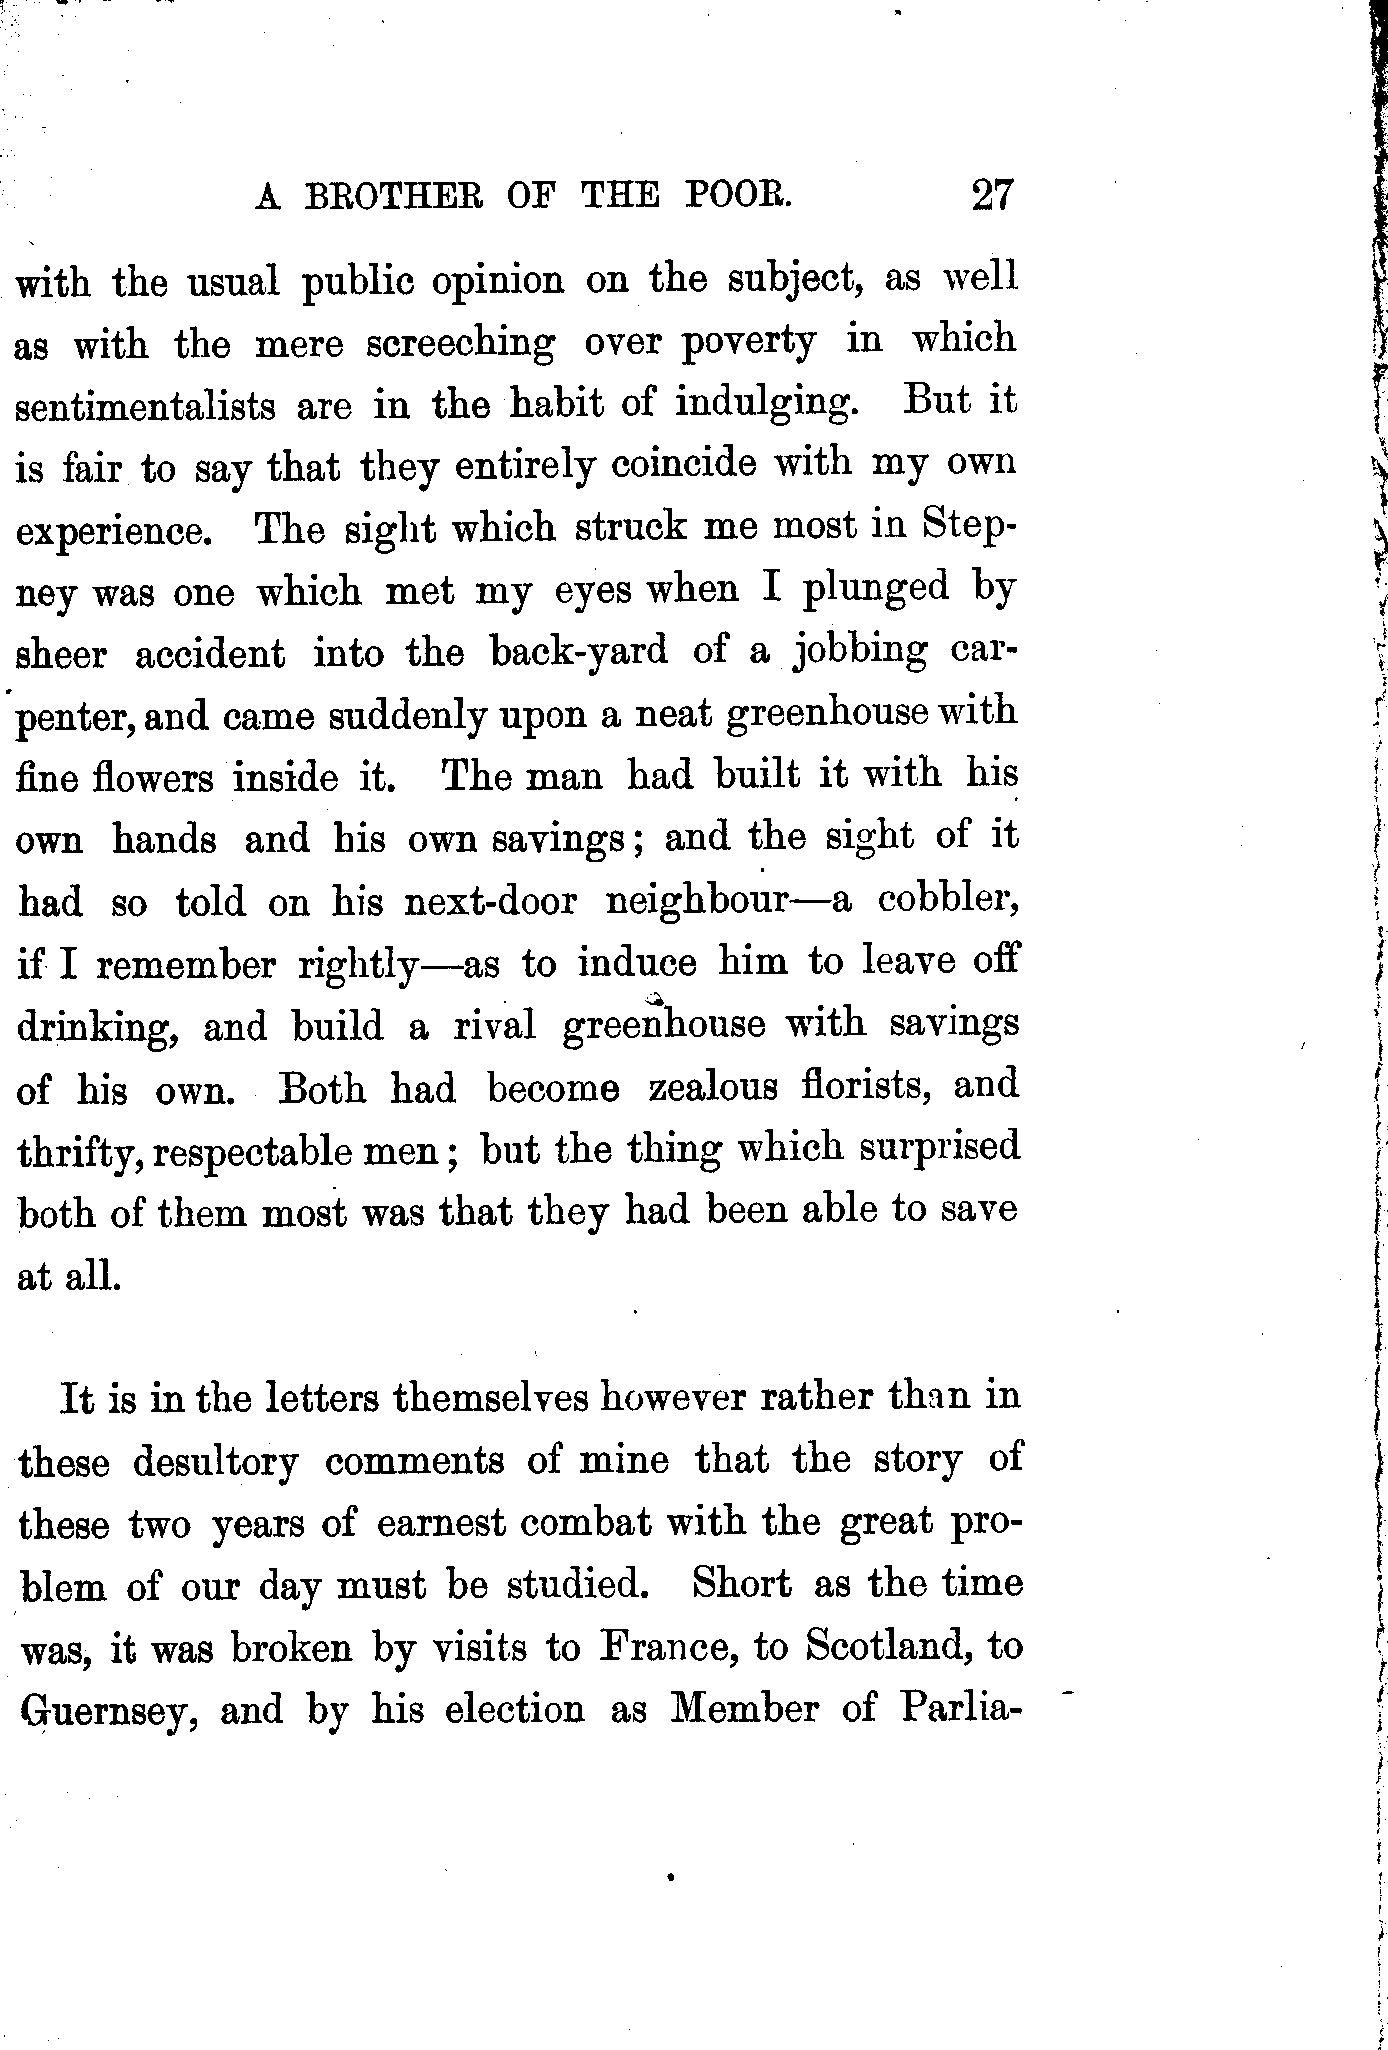 A BROTHER OF THE POOR. 27
with the usual public opinion on the subject, as well
as with the mere screeching over poverty in which
sentimentalists are in the habit of indulging. But it
is fair to say that they entirely coincide with my own
experience. The sight which struck me most in Step-
ney was one which met my eyes when I plunged by
sheer accident into the back-yard of a jobbing car-
penter, and came suddenly upon a neat greenhouse with
fine flowers inside it. The man had built it with his
own hands and his own savings; and the sight of it
had so told on his next-door neighbour—a cobbler,
if I remember rightly—as to induce him to leave off
drinking, and build a rival greenhouse with savings
of his own. Both had become zealous florists, and
thrifty, respectable men; but the thing which surprised
both of them most was that they had been able to save
at all.
It is in the letters themselves however rather than in
these desultory comments of mine that the story of
these two years of earnest combat with the great pro-
blem of our day must be studied. Short as the time
was, it was broken by visits to France, to Scotland, to
Guernsey, and by his election as Member of Parlia-